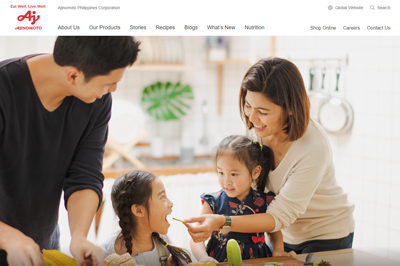 Eat Well, Live Well.
AJINOMOTO
Ajinomoto Philippines Corporation
Global Website
Search
About Us
Our Products
Stories
Recipes
Blogs
What's New
Nutrition
Shop Online
Careers
Contact Us